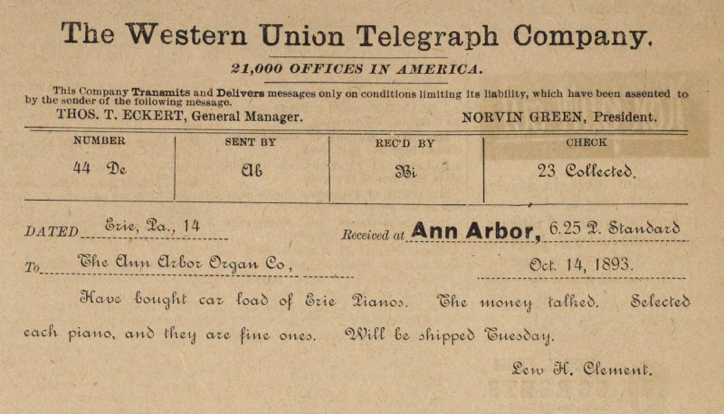 The Western Union Telegraph Company.
21,000 OFFICES IN AMERICA.
This Company Transmits and Delivers messages only on conditions limiting its liability, which have been assented to
by the sender of the following message.
THOS. T. ECKERT, General Manager. NORVIN GREEN, President.
NUMBER SENT BY REC'D BY CHECK
44 De Ab Bi 23 Collected.
DATED Erie, Pa., 14 Received at Ann Arbor, 6.25 P. Standard
To The Ann Arbor Organ Co., Oct. 14, 1893.
Have bought car load of Erie Pianos. The money talked. Selected
each piano, and they are fine ones. Will be shipped Tuesday.
Lew H. Clement.